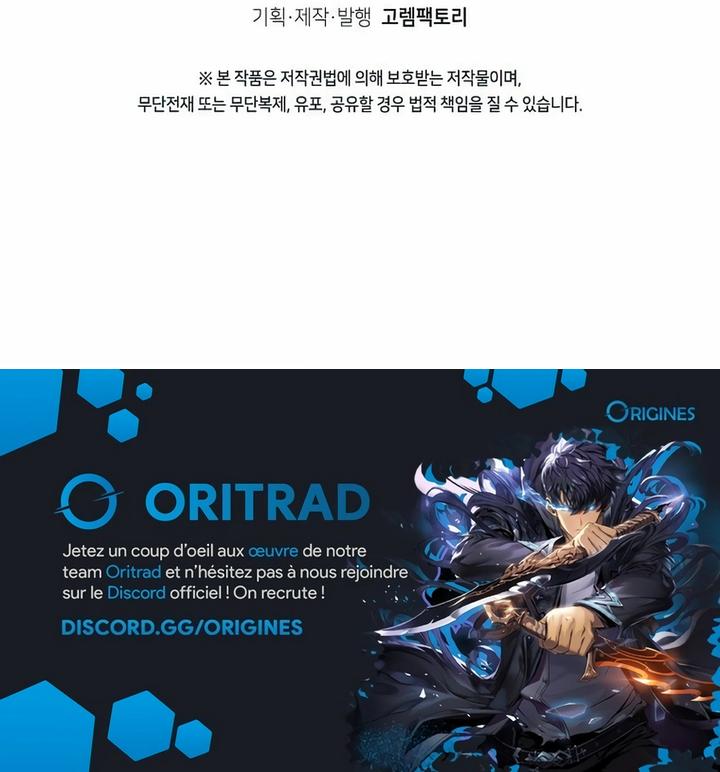 기획·제작·발행 고렘팩토리
※ 본 작품은 저작권법에 의해 보호받는 저작물이며,
무단전재 또는 무단복제, 유포, 공유할 경우 법적 책임을 질 수 있습니다.
ORIGINES
ORITRAD
Jetez un coup d'oeil aux œuvre de notre
team Oritrad et n'hésitez pas à nous rejoindre
sur le Discord officiel ! On recrute !
DISCORD.GG/ORIGINES